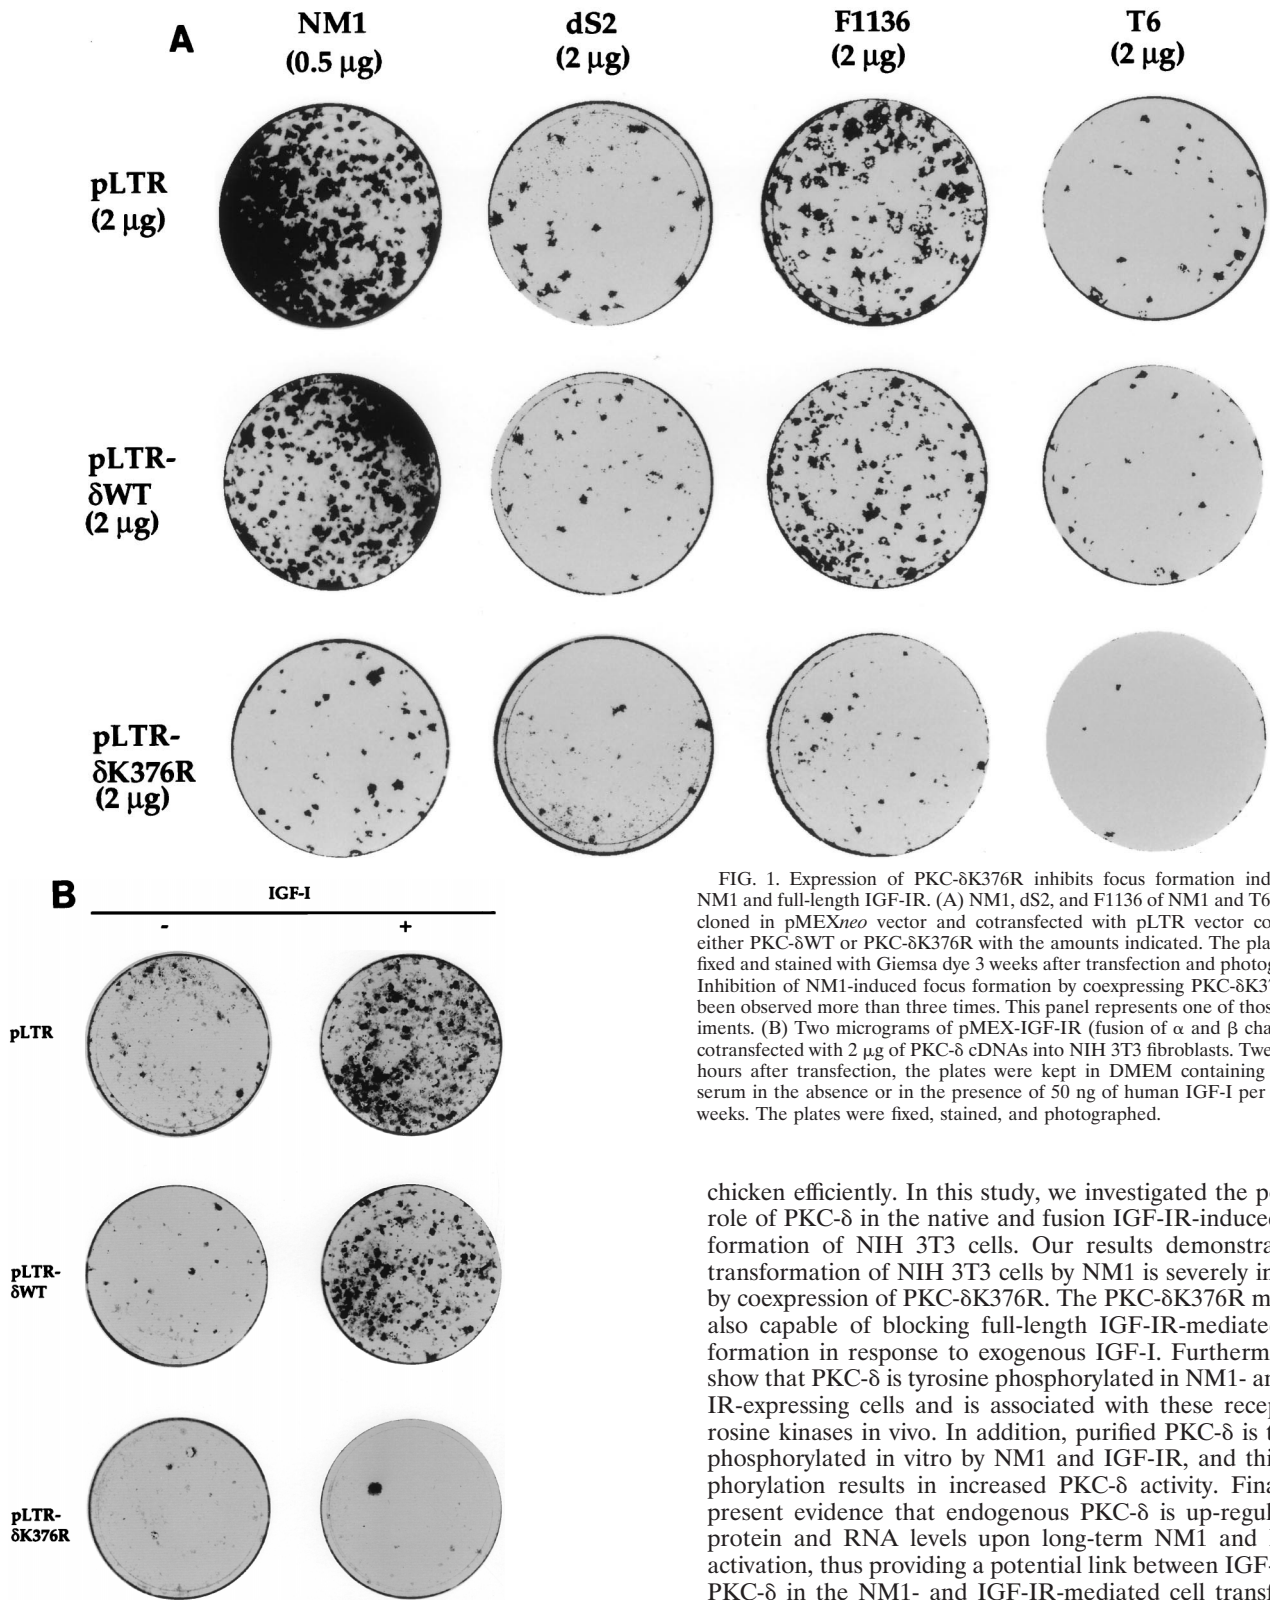 A
NM1
(0.5 μg)
dS2
(2 μg)
F1136
(2 μg)
T6
(2 μg)
pLTR
(2 μg)
pLTR-
δWT
(2 μg)
pLTR-
δK376R
(2 μg)
B
IGF-I
- +
pLTR
pLTR-
δWT
pLTR-
δK376R
FIG. 1. Expression of PKC-δK376R inhibits focus formation ind
NM1 and full-length IGF-IR. (A) NM1, dS2, and F1136 of NM1 and T6
cloned in pMEXneo vector and cotransfected with pLTR vector co
either PKC-δWT or PKC-δK376R with the amounts indicated. The pla
fixed and stained with Giemsa dye 3 weeks after transfection and photog
Inhibition of NM1-induced focus formation by coexpressing PKC-δK37
been observed more than three times. This panel represents one of thos
iments. (B) Two micrograms of pMEX-IGF-IR (fusion of α and β cha
cotransfected with 2 μg of PKC-δ cDNAs into NIH 3T3 fibroblasts. Twe
hours after transfection, the plates were kept in DMEM containing
serum in the absence or in the presence of 50 ng of human IGF-I per
weeks. The plates were fixed, stained, and photographed.
chicken efficiently. In this study, we investigated the p
role of PKC-δ in the native and fusion IGF-IR-induced
formation of NIH 3T3 cells. Our results demonstra
transformation of NIH 3T3 cells by NM1 is severely in
by coexpression of PKC-δK376R. The PKC-δK376R m
also capable of blocking full-length IGF-IR-mediated
formation in response to exogenous IGF-I. Furtherm
show that PKC-δ is tyrosine phosphorylated in NM1- an
IR-expressing cells and is associated with these recep
rosine kinases in vivo. In addition, purified PKC-δ is t
phosphorylated in vitro by NM1 and IGF-IR, and thi
phorylation results in increased PKC-δ activity. Fina
present evidence that endogenous PKC-δ is up-regul
protein and RNA levels upon long-term NM1 and
activation, thus providing a potential link between IGF-
PKC-δ in the NM1- and IGF-IR-mediated cell transf